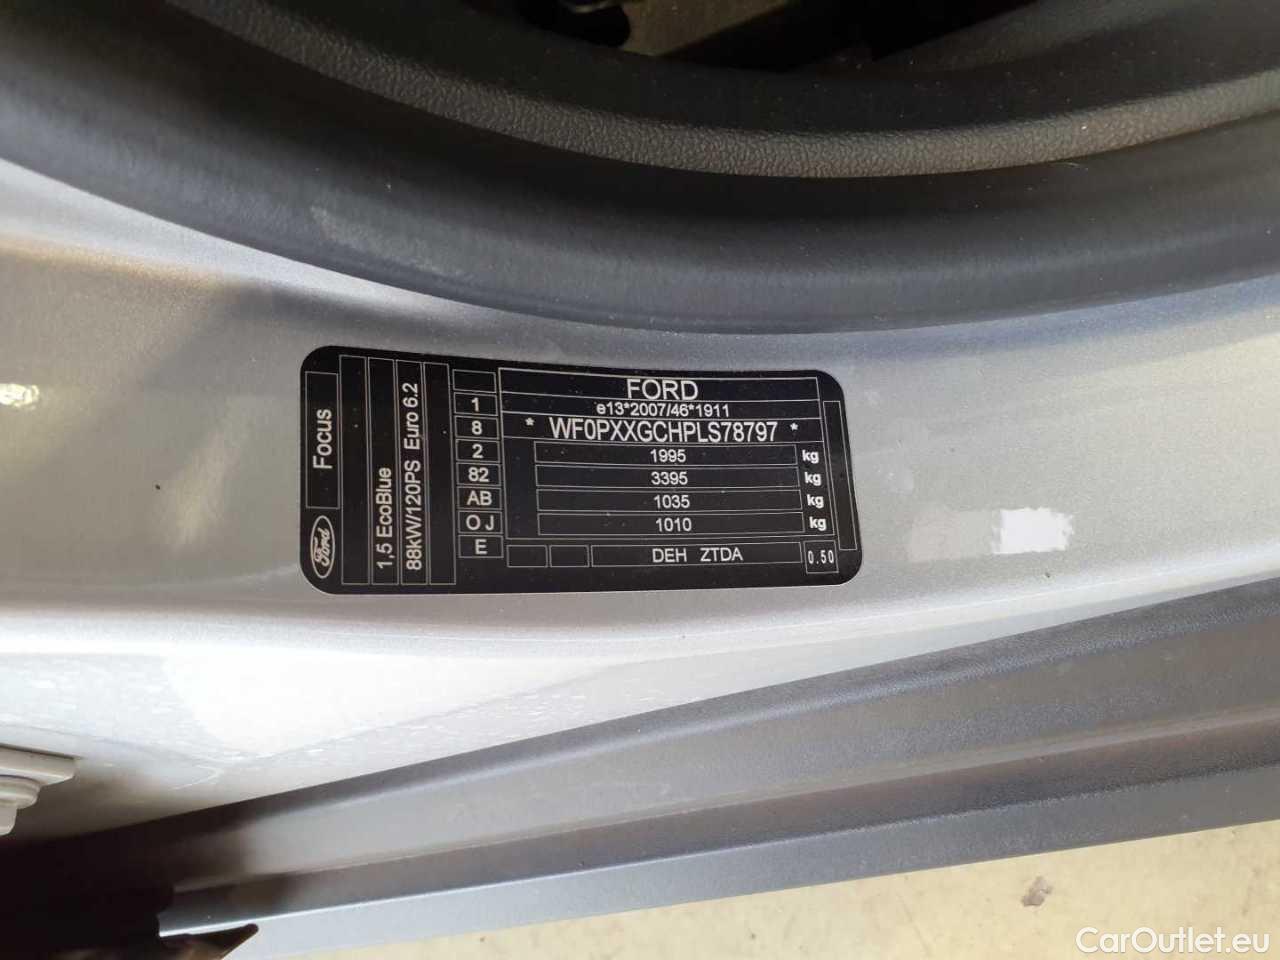 Ford
Focus
1,5 EcoBlue
88kW/120PS Euro 6.2
1
8
2
82
AB
OJ
E
FORD
e13*2007/46*1911
* WF0PXXGCHPLS78797 *
1995 kg
3395 kg
1035 kg
1010 kg
DEH ZTDA
0.50
CarOutlet.eu